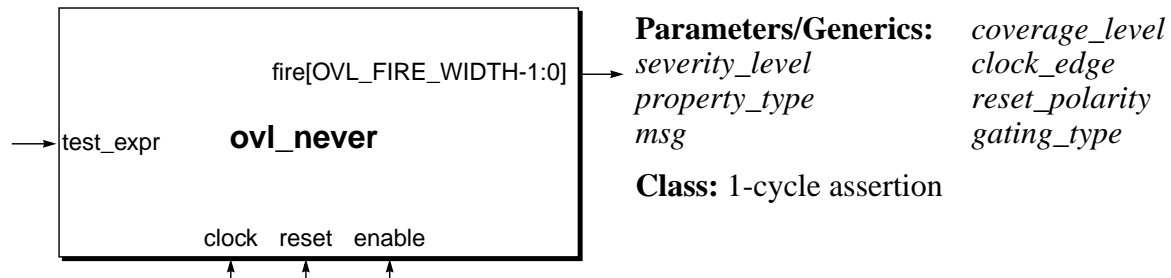 fire[OVL_FIRE_WIDTH-1:0]
test_expr
ovl_never
clock reset enable
Parameters/Generics: coverage_level
severity_level clock_edge
property_type reset_polarity
msg gating_type
Class: 1-cycle assertion